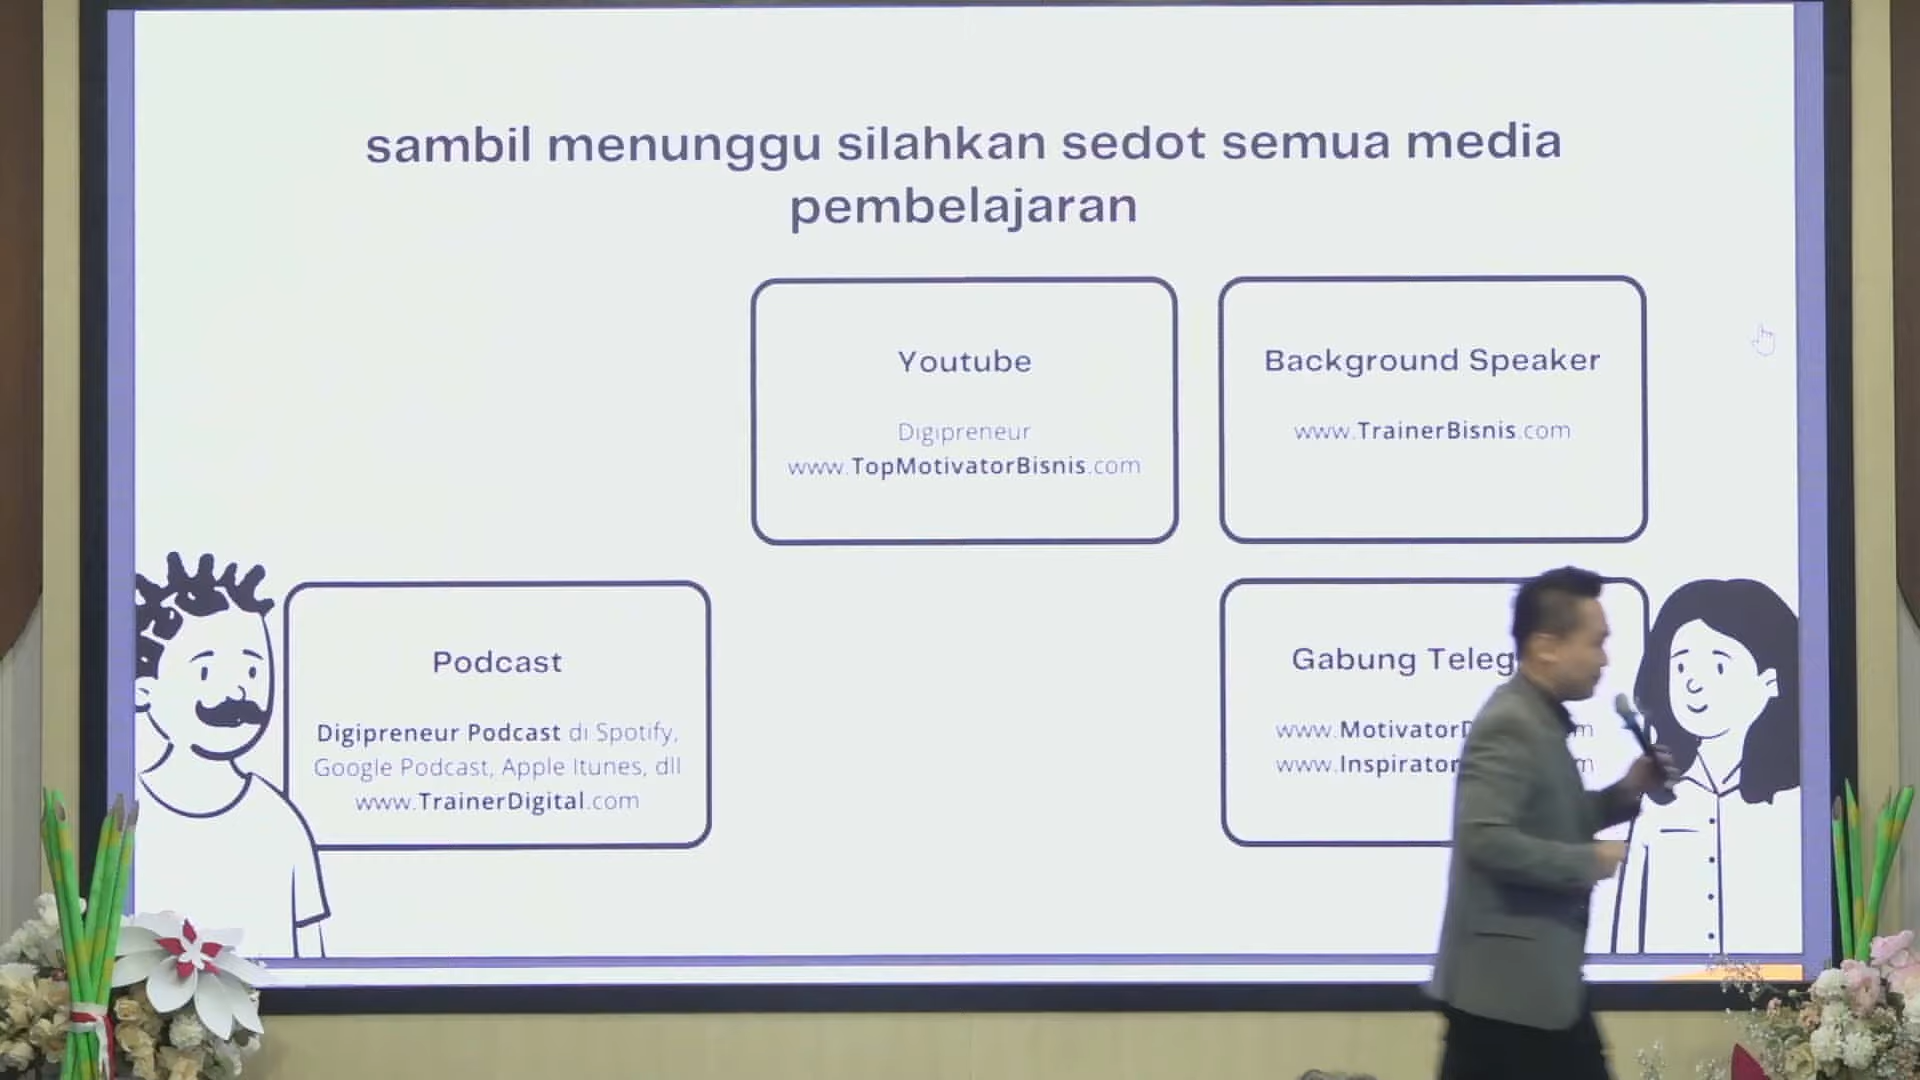 sambil menunggu silahkan sedot semua media
pembelajaran
Youtube
Digipreneur
www.TopMotivatorBisnis.com
Background Speaker
www.TrainerBisnis.com
Podcast
Digipreneur Podcast di Spotify,
Google Podcast, Apple Itunes, dll
www.TrainerDigital.com
Gabung